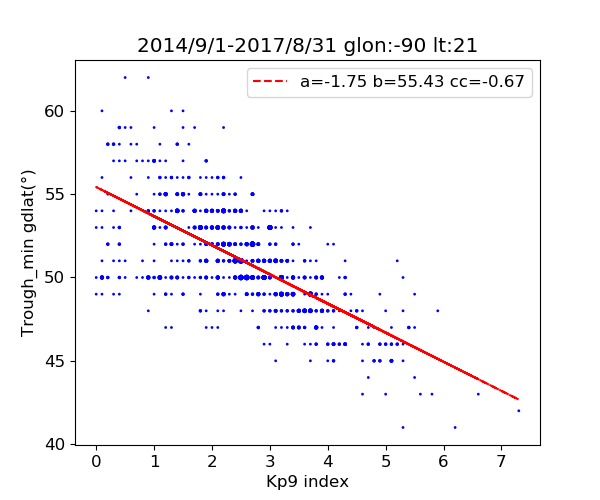 2014/9/1-2017/8/31 glon:-90 lt:21
a=-1.75 b=55.43 cc=-0.67
Trough_min gdlat(°)
60
55
50
45
40
0 1 2 3 4 5 6 7
Kp9 index